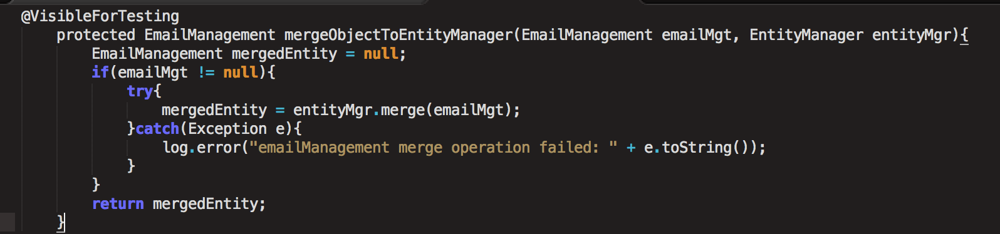 @VisibleForTesting
protected EmailManagement mergeObjectToEntityManager(EmailManagement emailMgt, EntityManager entityMgr){
EmailManagement mergedEntity = null;
if(emailMgt != null){
try{
mergedEntity = entityMgr.merge(emailMgt);
}catch(Exception e){
log.error("emailManagement merge operation failed: " + e.toString());
}
}
return mergedEntity;
}